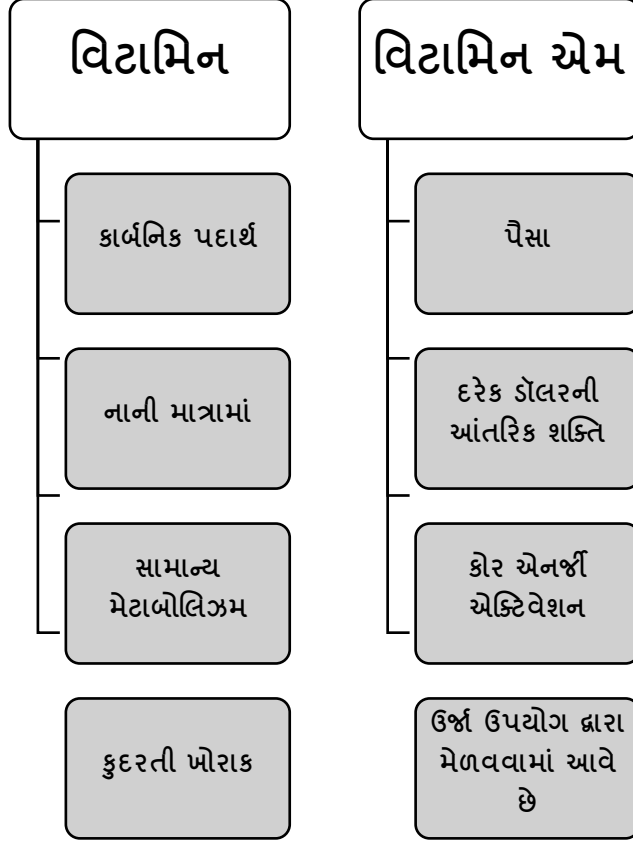 વિટામિન
કાર્બનિક પદાર્થ
નાની માત્રામાં
સામાન્ય
મેટાબોલિઝમ
કુદરતી ખોરાક
વિટામિન એમ
પૈસા
દરેક ડૉલરની
આંતરિક શક્તિ
કોર એનર્જી
એક્ટિવેશન
ઉર્જા ઉપયોગ દ્વારા
મેળવવામાં આવે
છે